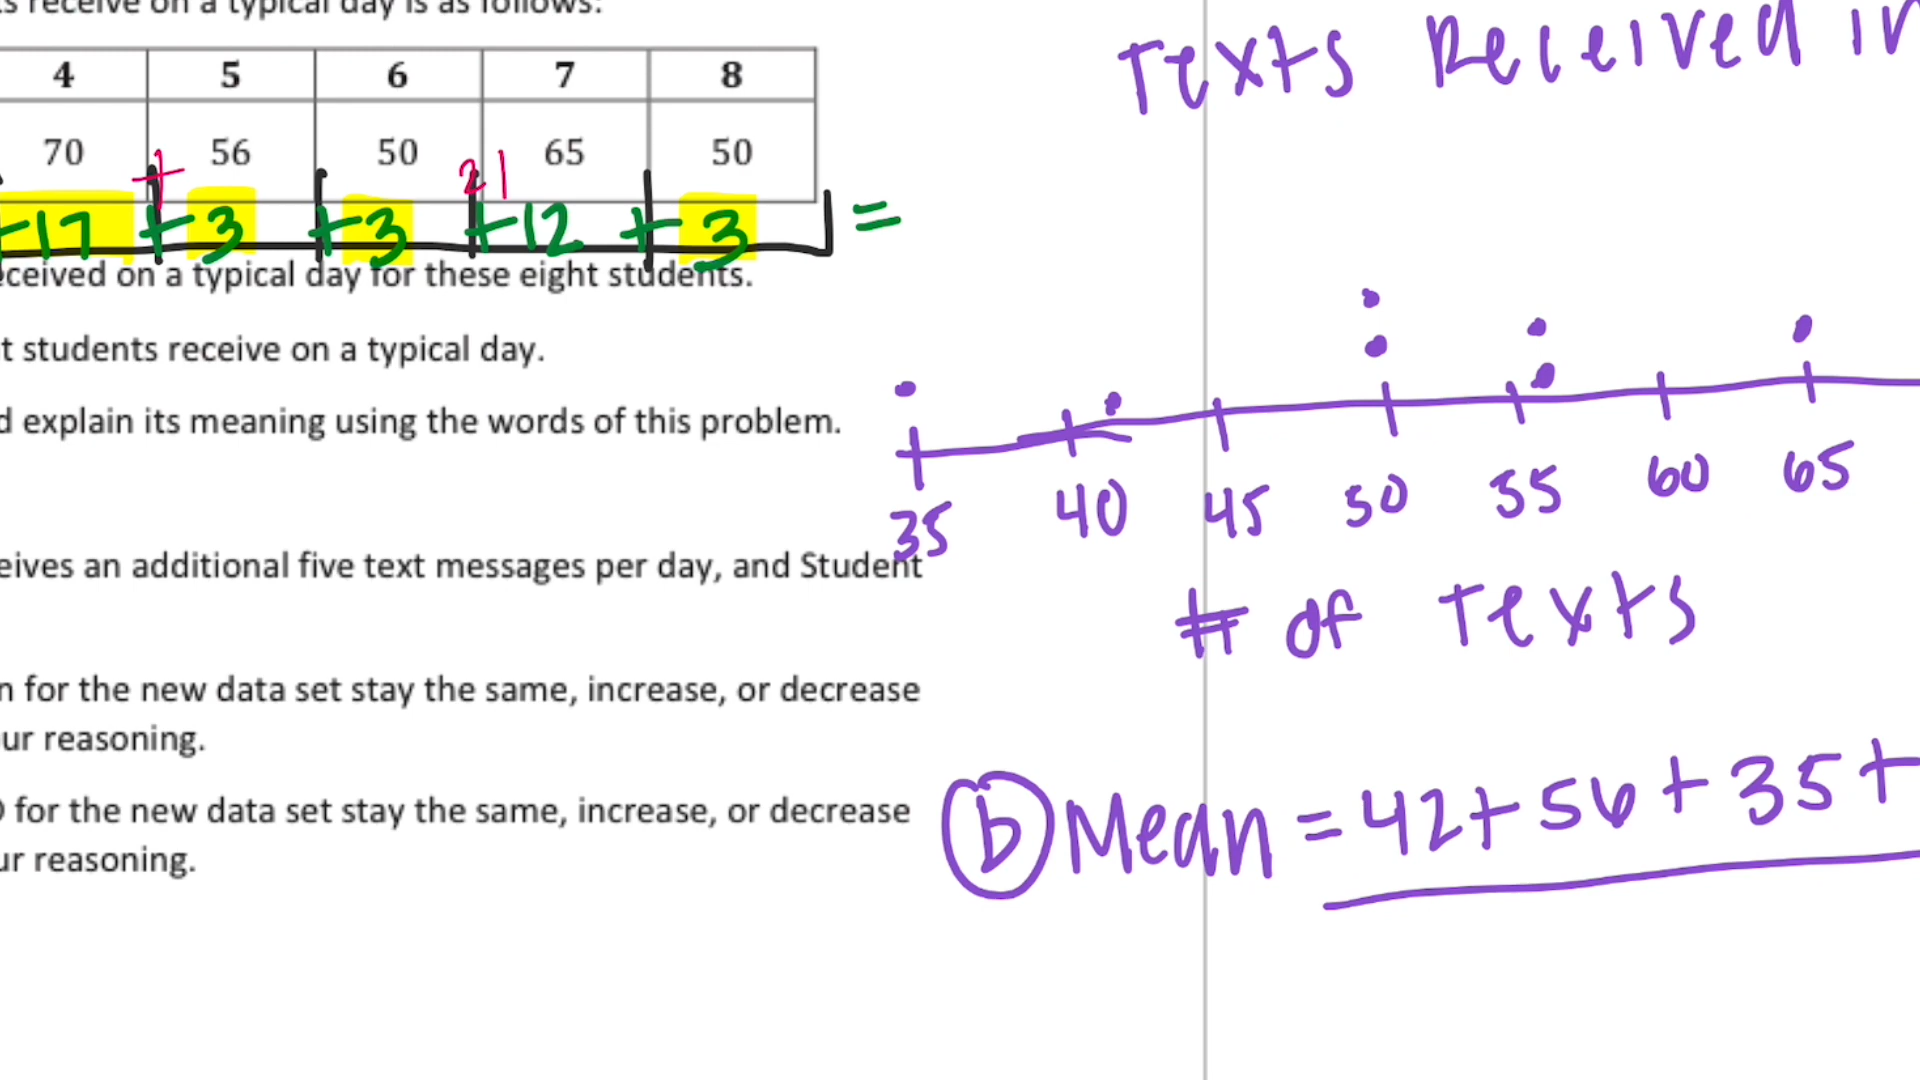 s receive on a typical day is as follows:
4 5 6 7 8
70 56 50 65 50
+ 21
17 + 3 + 3 + 12 + 3 =
ceived on a typical day for these eight students.
t students receive on a typical day.
d explain its meaning using the words of this problem.
eives an additional five text messages per day, and Student
n for the new data set stay the same, increase, or decrease
ur reasoning.
for the new data set stay the same, increase, or decrease
ur reasoning.
Texts Received in
35 40 45 50 55 60 65
# of Texts
b Mean = 42 + 56 + 35 +